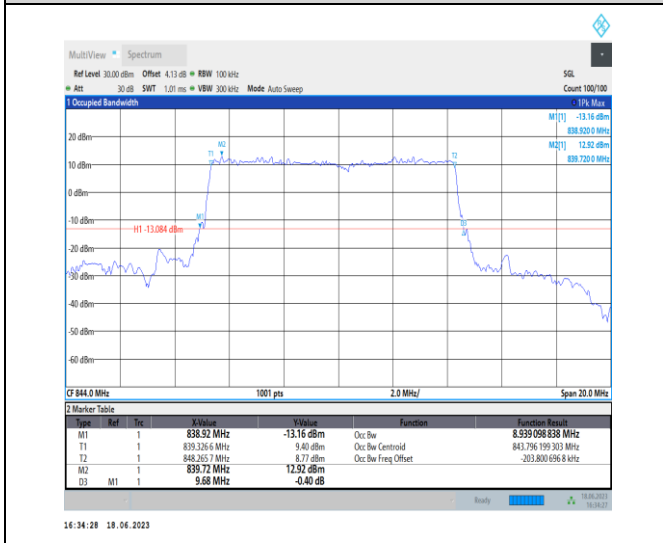 MultiView Spectrum
Ref Level 30.00 dBm Offset 4.13 dB RBW 100 kHz SGL
Att 30 dB SWT 1.01 ms VBW 300 kHz Mode Auto Sweep Count 100/100
1 Occupied Bandwidth 1Pk Max
M1[1] -13.16 dBm
838.920 0 MHz
M2[1] 12.92 dBm
839.720 0 MHz
20 dBm
M2
T1
T2
10 dBm
0 dBm
-10 dBm
M1
D3
H1 -13.084 dBm
-20 dBm
-30 dBm
-40 dBm
-50 dBm
-60 dBm
CF 844.0 MHz 1001 pts 2.0 MHz/ Span 20.0 MHz
2 Marker Table
Type Ref Trc X-Value Y-Value Function Function Result
M1 1 838.92 MHz -13.16 dBm Occ Bw 8.939 098 838 MHz
T1 1 839.326 6 MHz 9.40 dBm Occ Bw Centroid 843.796 199 303 MHz
T2 1 848.265 7 MHz 8.77 dBm Occ Bw Freq Offset -203.800 696 8 kHz
M2 1 839.72 MHz 12.92 dBm
D3 M1 1 9.68 MHz -0.40 dB
Ready 18.06.2023
16:34:27
16:34:28 18.06.2023